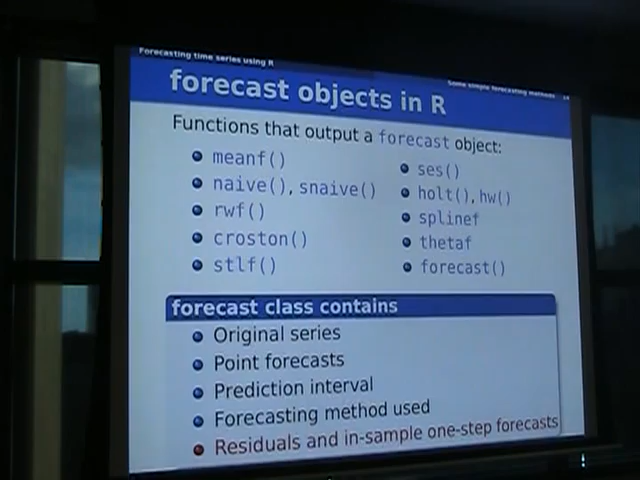 Forecasting time series using R
Some simple forecasting methods 14
forecast objects in R
Functions that output a forecast object:
meanf()
naive(), snaive()
rwf()
croston()
stlf()
ses()
holt(), hw()
splinef
thetaf
forecast()
forecast class contains
Original series
Point forecasts
Prediction interval
Forecasting method used
Residuals and in-sample one-step forecasts